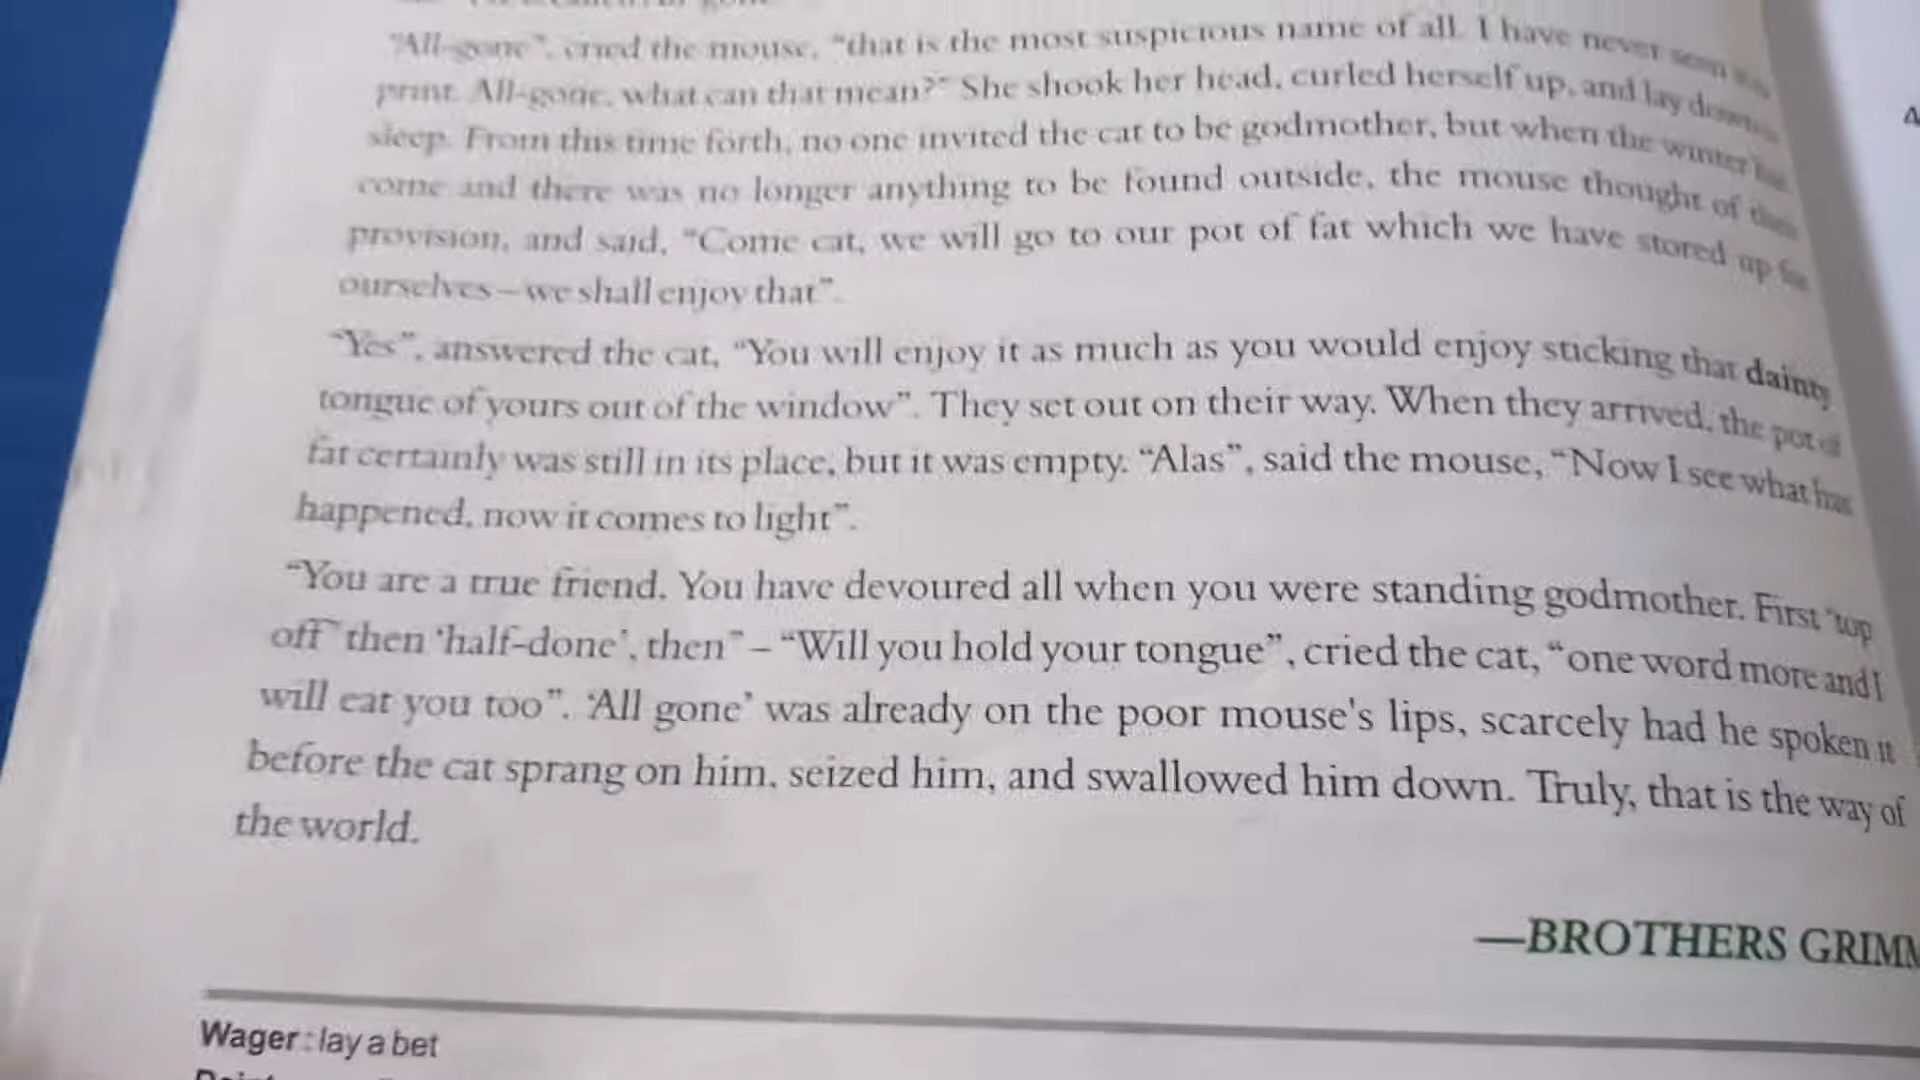 "All-gone", cried the mouse, "that is the most suspicious name of all. I have never seen it in
print. All-gone, what can that mean?" She shook her head, curled herself up, and lay down to
sleep. From this time forth, no one invited the cat to be godmother, but when the winter had
come and there was no longer anything to be found outside, the mouse thought of their
provision, and said, "Come cat, we will go to our pot of fat which we have stored up for
ourselves – we shall enjoy that".
"Yes", answered the cat, "You will enjoy it as much as you would enjoy sticking that dainty
tongue of yours out of the window". They set out on their way. When they arrived, the pot of
fat certainly was still in its place, but it was empty. "Alas", said the mouse, "Now I see what has
happened, now it comes to light".
"You are a true friend. You have devoured all when you were standing godmother. First 'top
off' then 'half-done', then" – "Will you hold your tongue", cried the cat, "one word more and I
will eat you too". 'All gone' was already on the poor mouse's lips, scarcely had he spoken it
before the cat sprang on him, seized him, and swallowed him down. Truly, that is the way of
the world.
—BROTHERS GRIMM
Wager : lay a bet